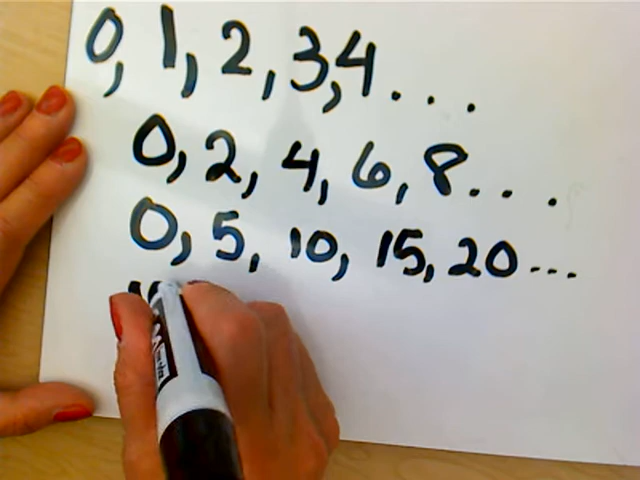 0, 1, 2, 3, 4...
0, 2, 4, 6, 8...
0, 5, 10, 15, 20...